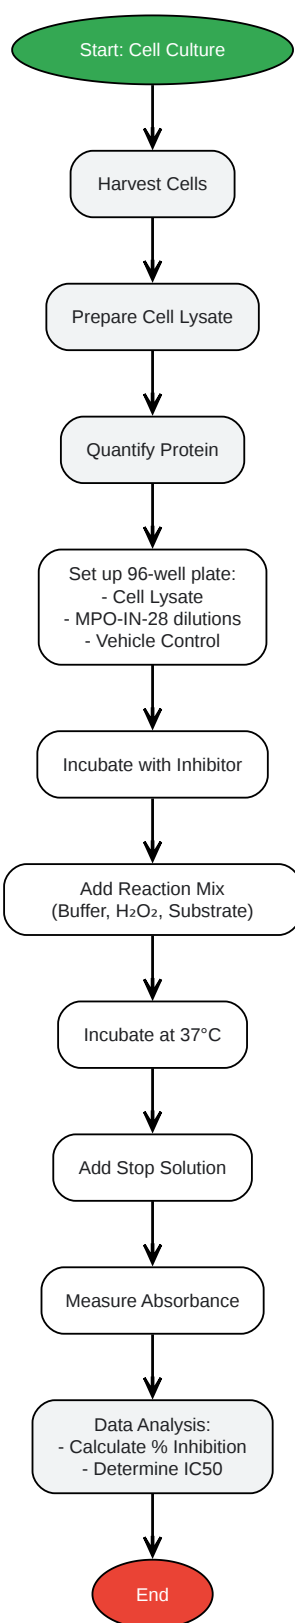 Start: Cell Culture
Harvest Cells
Prepare Cell Lysate
Quantify Protein
Set up 96-well plate:
- Cell Lysate
- MPO-IN-28 dilutions
- Vehicle Control
Incubate with Inhibitor
Add Reaction Mix
(Buffer, H₂O₂, Substrate)
Incubate at 37°C
Add Stop Solution
Measure Absorbance
Data Analysis:
- Calculate % Inhibition
- Determine IC50
End